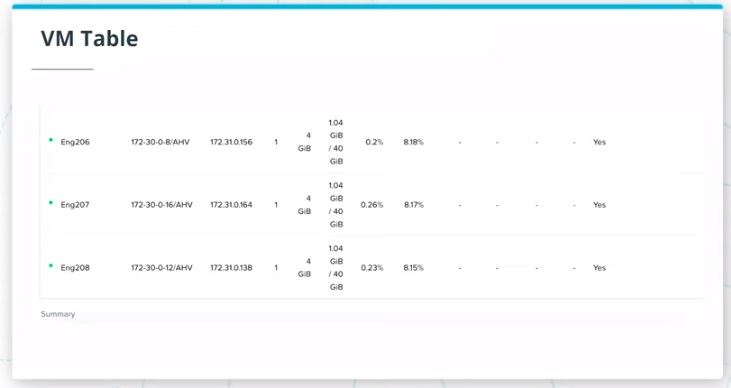 VM Table
1.04
4 GiB
Eng206 172-30-0-8/AHV 172.31.0.156 1 0.2% 8.18% - - - - Yes
GiB / 40
GiB
1.04
4 GiB
Eng207 172-30-0-16/AHV 172.31.0.164 1 0.26% 8.17% - - - - Yes
GiB / 40
GiB
1.04
4 GiB
Eng208 172-30-0-12/AHV 172.31.0.138 1 0.23% 8.15% - - - - Yes
GiB / 40
GiB
Summary